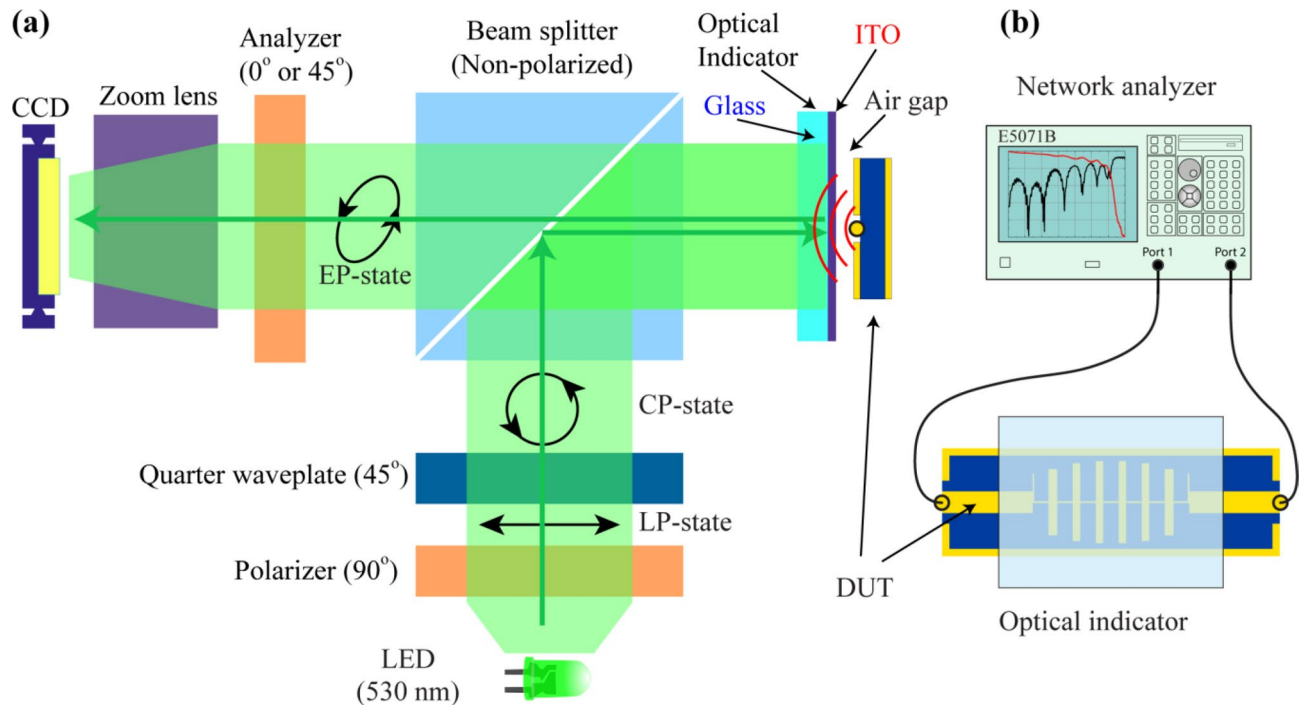 (a)
Analyzer
(0° or 45°)
Beam splitter
(Non-polarized)
Optical
Indicator
ITO
CCD
Zoom lens
Glass
Air gap
EP-state
CP-state
Quarter waveplate (45°)
LP-state
Polarizer (90°)
LED
(530 nm)
(b)
Network analyzer
E5071B
Port 1
Port 2
DUT
Optical indicator